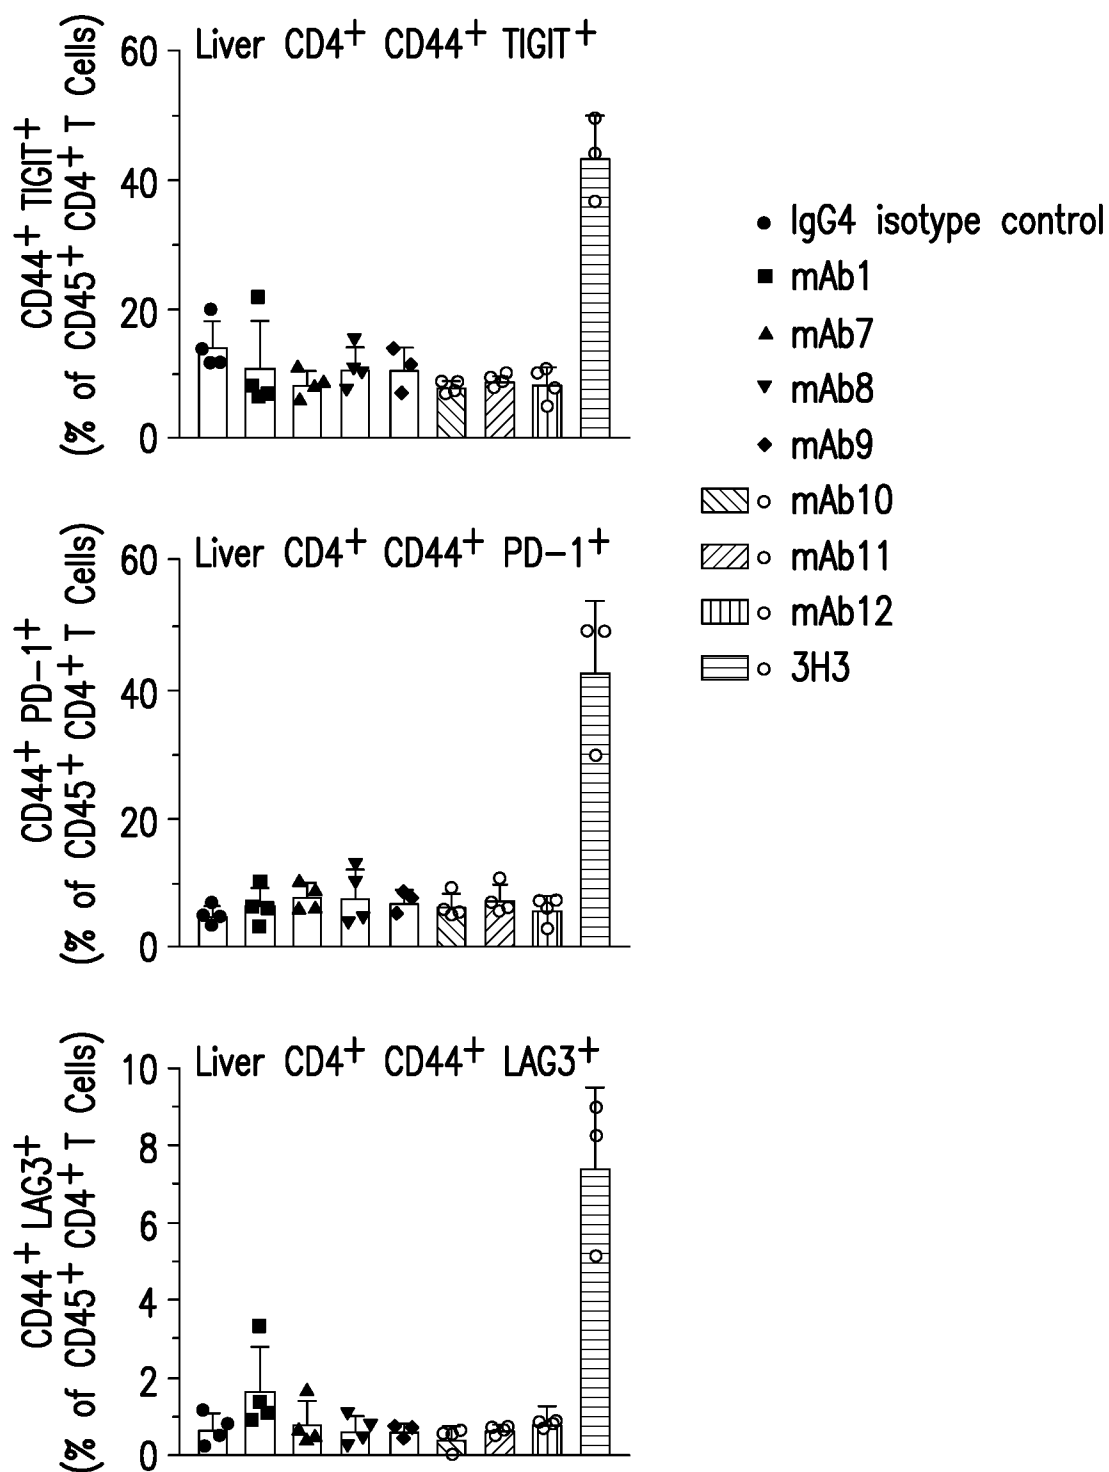 Liver CD4+ CD44+ TIGIT+
CD44+ TIGIT+
(% of CD45+ CD4+ T Cells)
60
40
20
0
IgG4 isotype control
mAb1
mAb7
mAb8
mAb9
mAb10
mAb11
mAb12
3H3
Liver CD4+ CD44+ PD-1+
CD44+ PD-1+
(% of CD45+ CD4+ T Cells)
60
40
20
0
Liver CD4+ CD44+ LAG3+
CD44+ LAG3+
(% of CD45+ CD4+ T Cells)
10
8
6
4
2
0